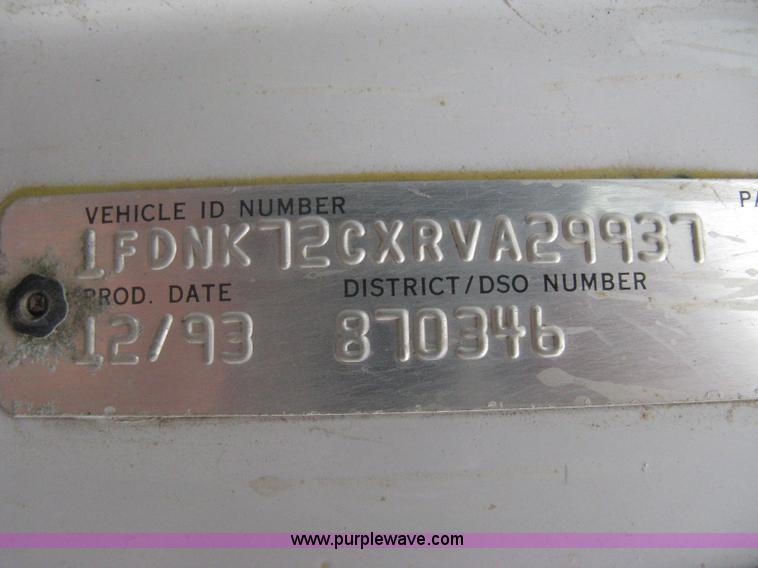 VEHICLE ID NUMBER
1FDNK72CXRVA29937
PROD. DATE DISTRICT/DSO NUMBER
12/93 870346
www.purplewave.com